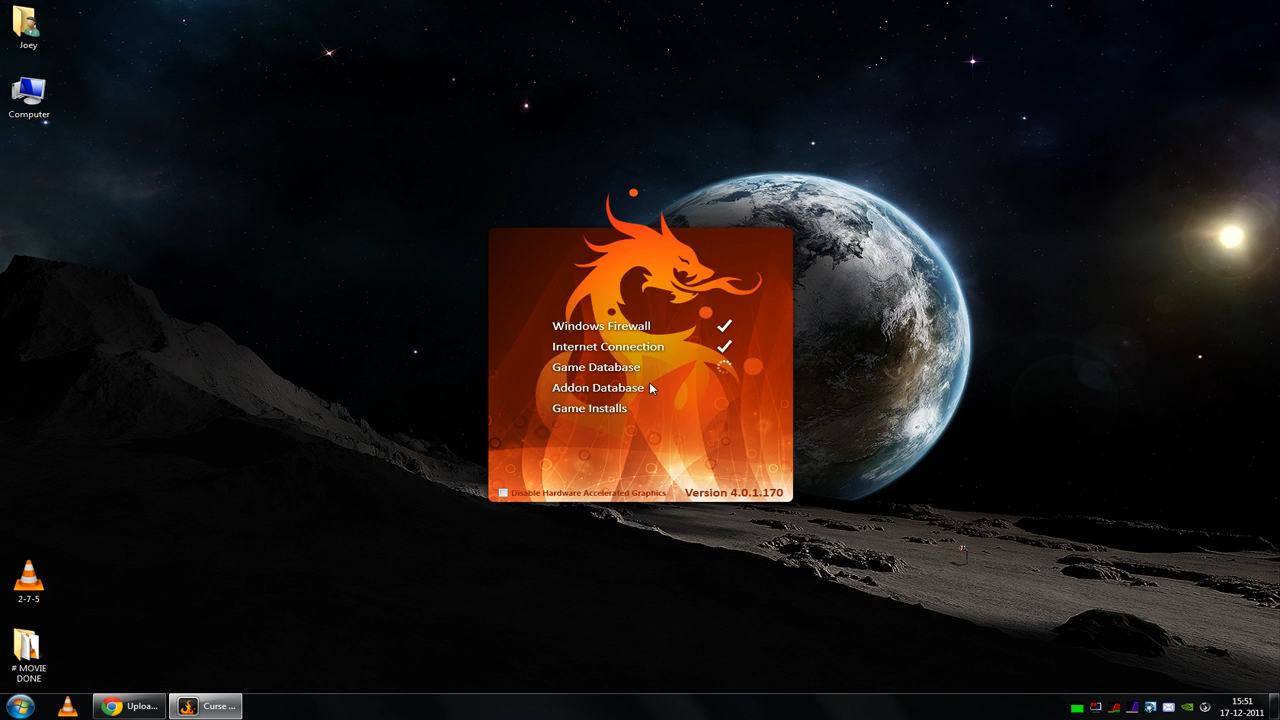 Joey
Computer
Windows Firewall
Internet Connection
Game Database
Addon Database
Game Installs
Disable Hardware Accelerated Graphics
Version 4.0.1.170
2-7-5
# MOVIE
DONE
Uploa...
Curse ...
15:51
17-12-2011